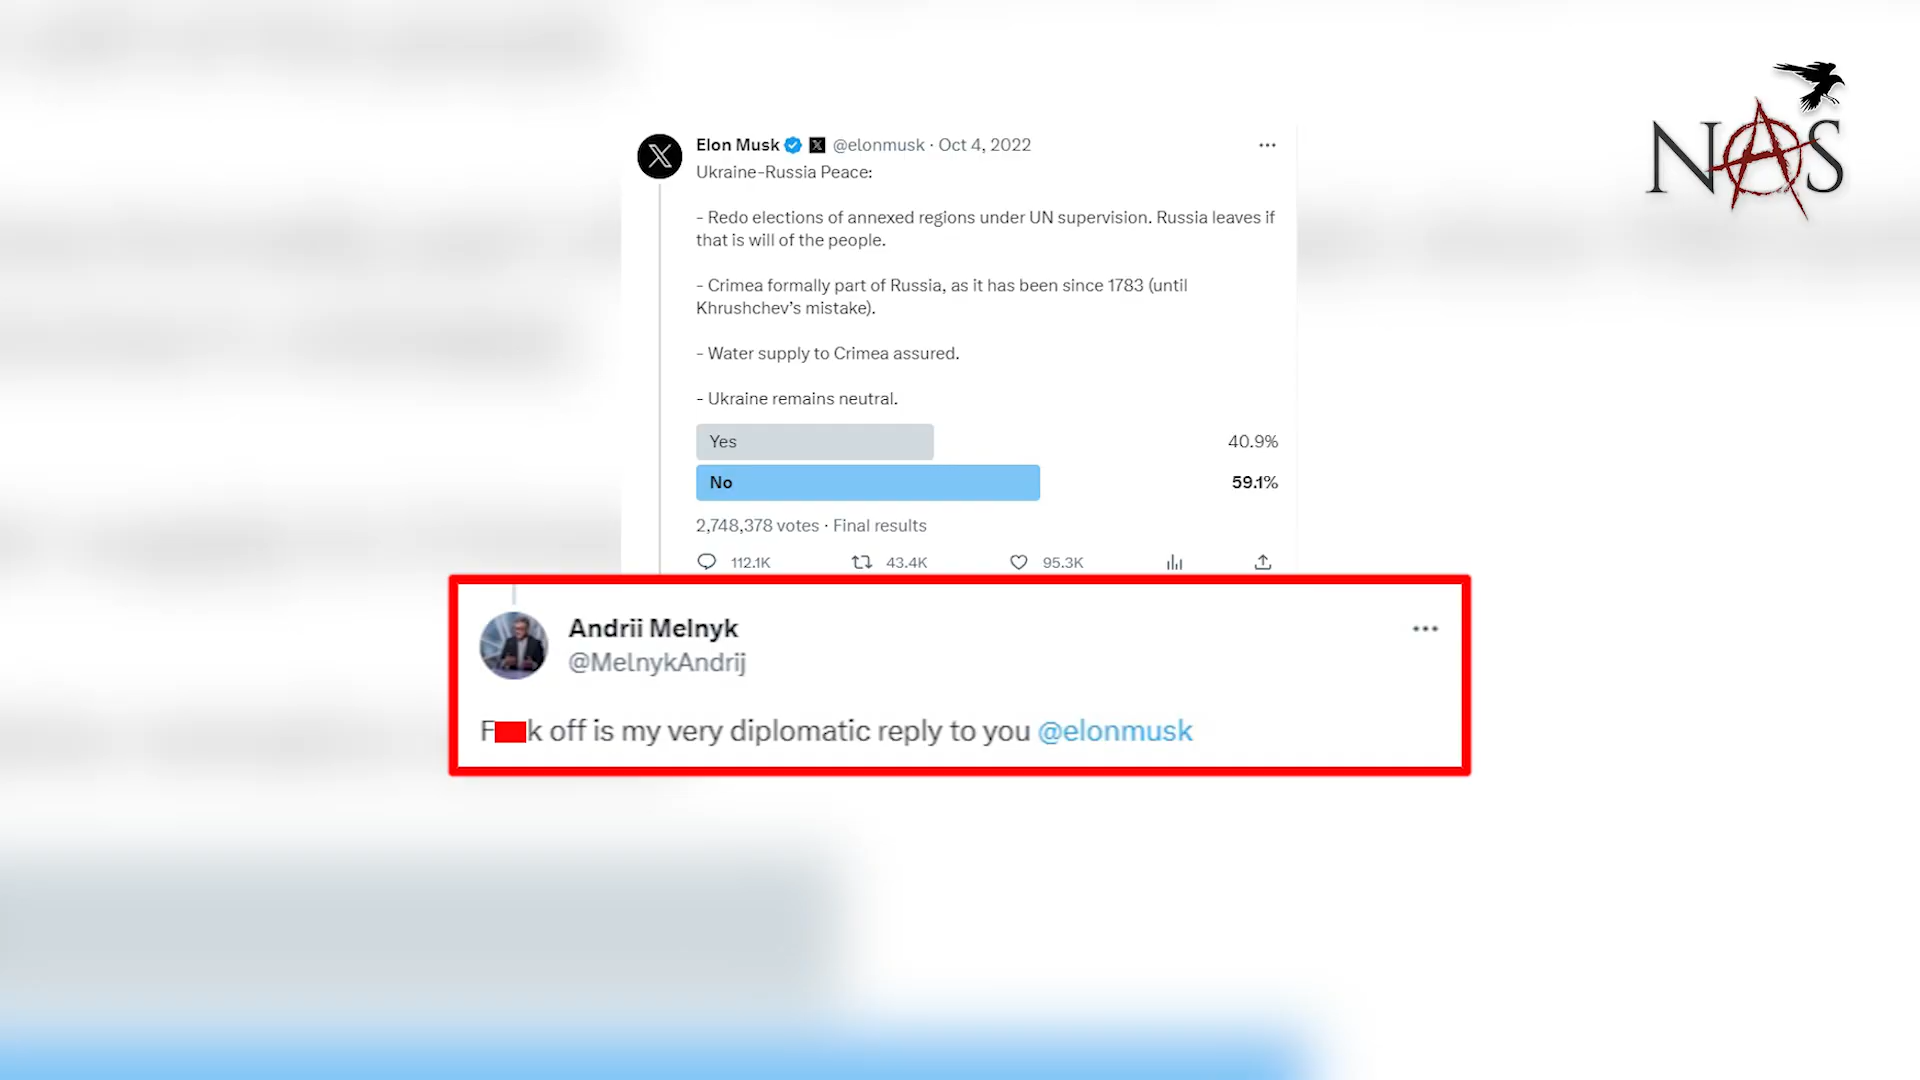 NAS
Elon Musk @elonmusk · Oct 4, 2022
Ukraine-Russia Peace:
- Redo elections of annexed regions under UN supervision. Russia leaves if
that is will of the people.
- Crimea formally part of Russia, as it has been since 1783 (until
Khrushchev’s mistake).
- Water supply to Crimea assured.
- Ukraine remains neutral.
Yes 40.9%
No 59.1%
2,748,378 votes · Final results
112.1K 43.4K 95.3K
Andrii Melnyk
@MelnykAndrij
F k off is my very diplomatic reply to you @elonmusk